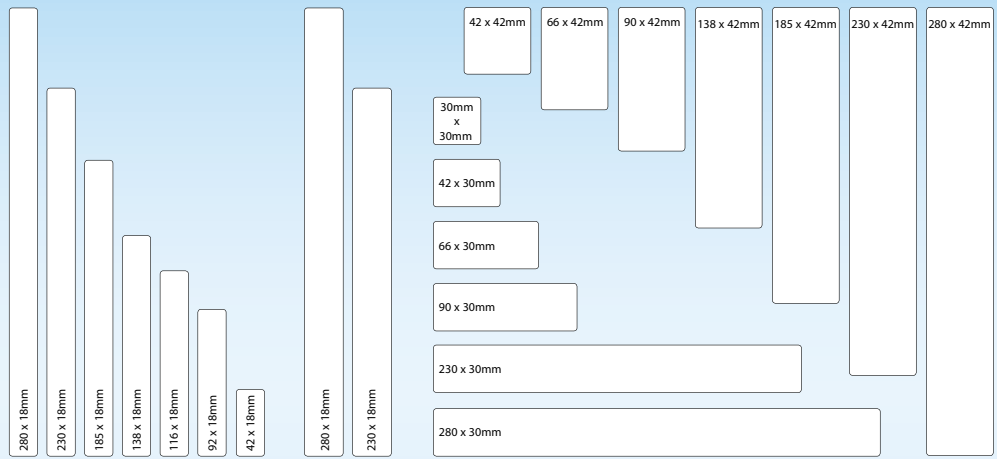 280 x 18mm
230 x 18mm
185 x 18mm
138 x 18mm
116 x 18mm
92 x 18mm
42 x 18mm
280 x 18mm
230 x 18mm
42 x 42mm
66 x 42mm
90 x 42mm
138 x 42mm
185 x 42mm
230 x 42mm
280 x 42mm
30mm
x
30mm
42 x 30mm
66 x 30mm
90 x 30mm
230 x 30mm
280 x 30mm